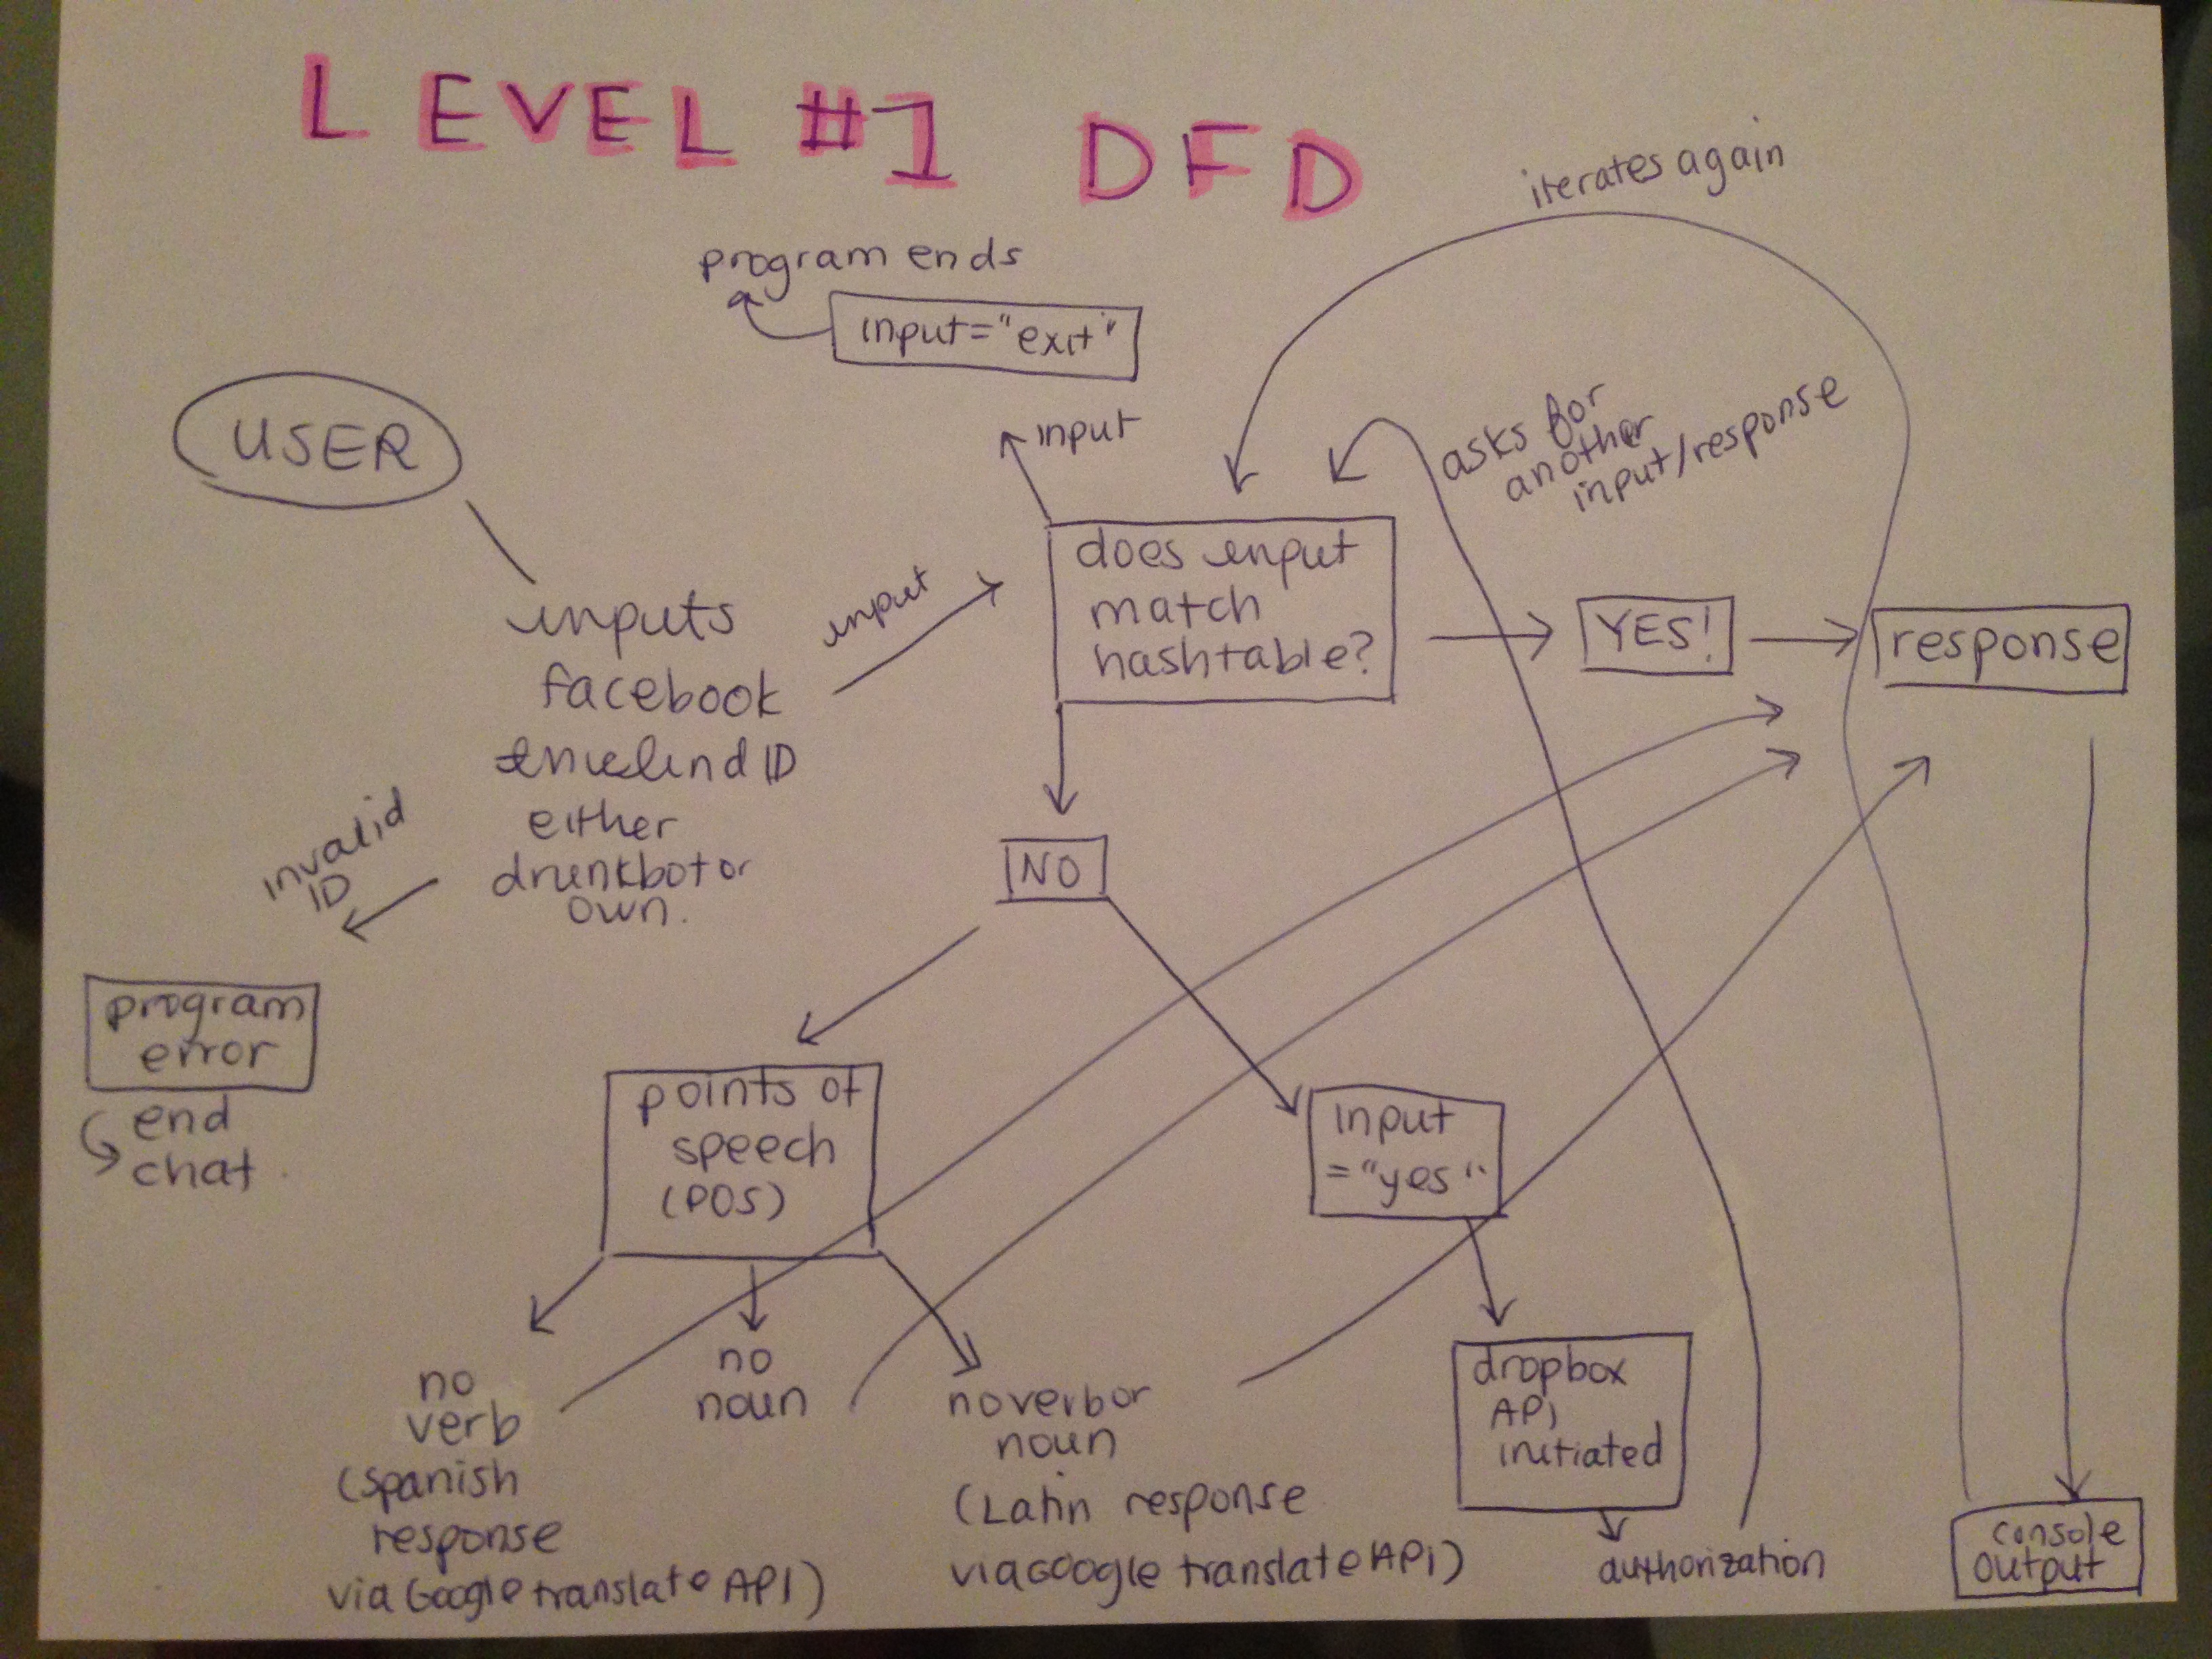 LEVEL #1 DFD
iterates again
program ends
input="exit"
USER
input
asks for
another
input/response
does input
match
hashtable?
YES!
response
inputs
facebook
ID
either
drunkbot or
own.
input
invalid
ID
NO
program
error
end
chat.
points of
speech
(POS)
input
="yes"
no
verb
(spanish
response
via Google translate API)
no
noun
no verb or
noun
(Latin response
via Google translate API)
dropbox
API
initiated
authorization
console
output